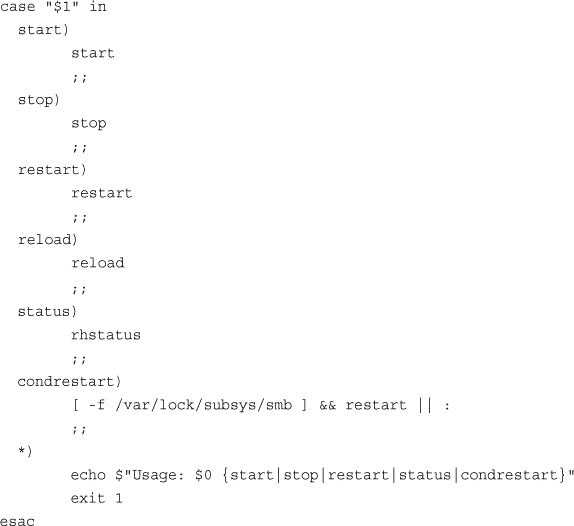 case "$1" in
  start)
        start
        ;;
  stop)
        stop
        ;;
  restart)
        restart
        ;;
  reload)
        reload
        ;;
  status)
        rhstatus
        ;;
  condrestart)
        [ -f /var/lock/subsys/smb ] && restart || :
        ;;
  *)
        echo $"Usage: $0 {start|stop|restart|status|condrestart}"
        exit 1
esac